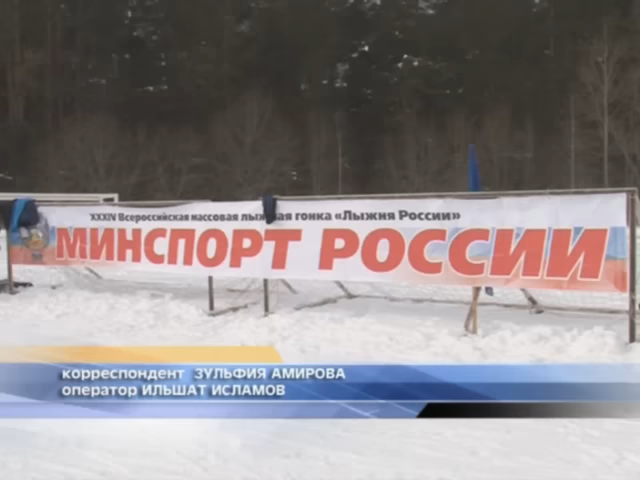 XXXIV Всероссийская массовая лыжная гонка «Лыжня России»
МИНСПОРТ РОССИИ
корреспондент ЗУЛЬФИЯ АМИРОВА
оператор ИЛЬШАТ ИСЛАМОВ